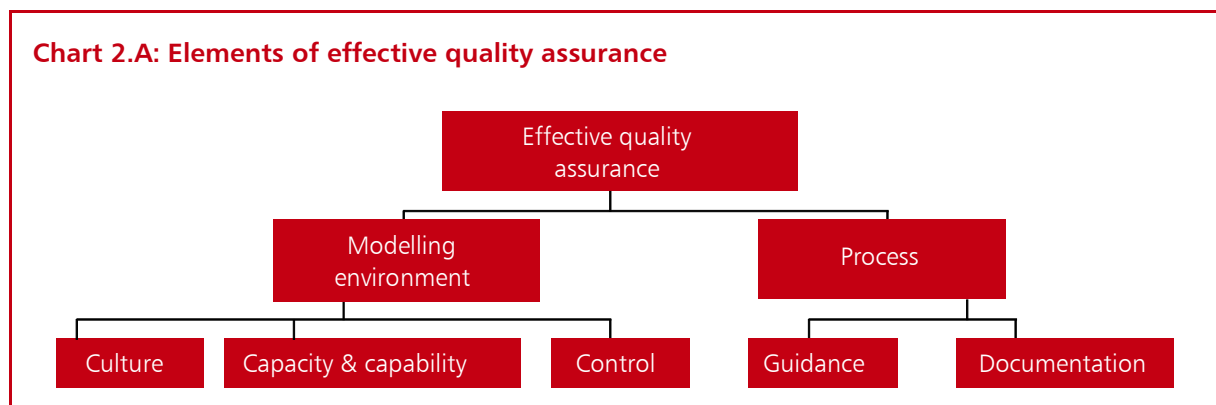 Chart 2.A: Elements of effective quality assurance
Effective quality
assurance
Modelling
environment
Process
Culture
Capacity & capability
Control
Guidance
Documentation